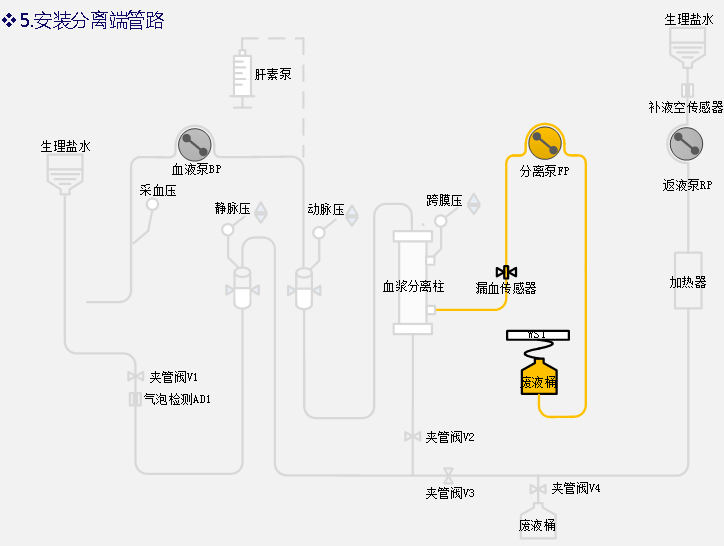 ❖5.安装分离端管路
生理盐水
肝素泵
补液空传感器
生理盐水
血液泵BP
分离泵FP
返液泵RP
采血压
静脉压
动脉压
跨膜压
血浆分离柱
漏血传感器
加热器
WST
废液桶
夹管阀V1
气泡检测AD1
夹管阀V2
夹管阀V3
夹管阀V4
废液桶